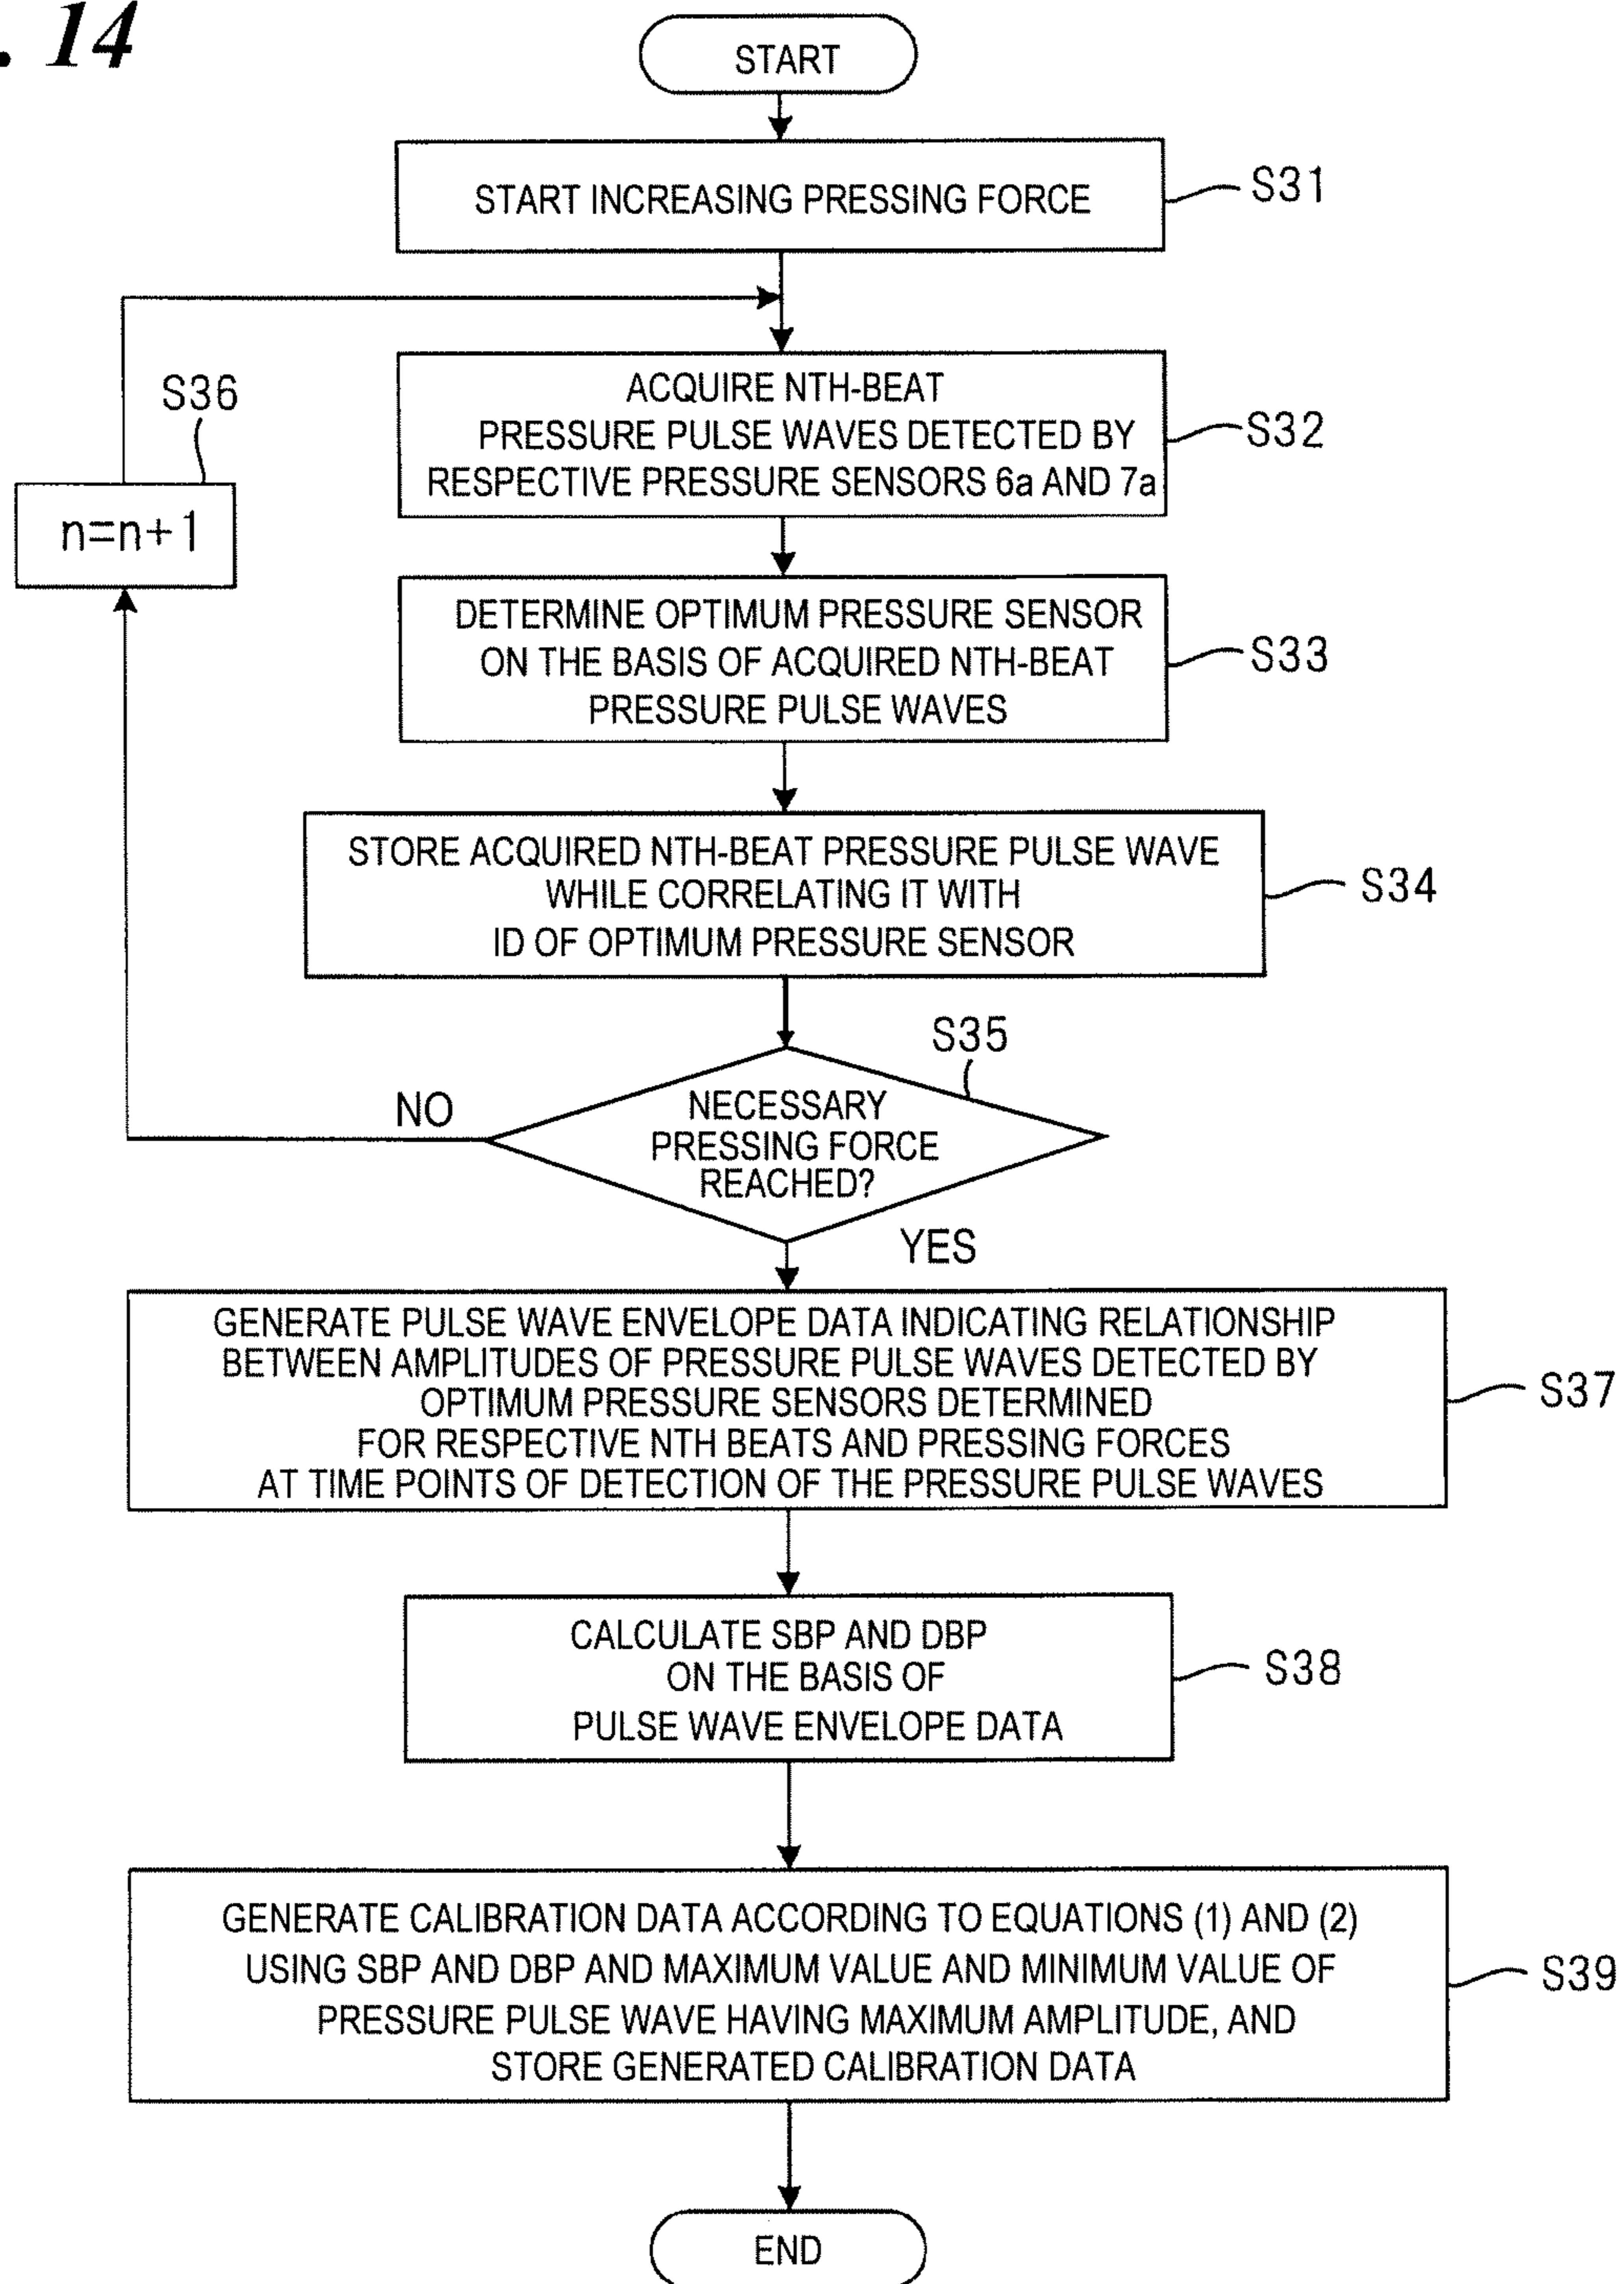 . 14
START
START INCREASING PRESSING FORCE
S31
ACQUIRE NTH-BEAT
PRESSURE PULSE WAVES DETECTED BY
RESPECTIVE PRESSURE SENSORS 6a AND 7a
S32
S36
n=n+1
DETERMINE OPTIMUM PRESSURE SENSOR
ON THE BASIS OF ACQUIRED NTH-BEAT
PRESSURE PULSE WAVES
S33
STORE ACQUIRED NTH-BEAT PRESSURE PULSE WAVE
WHILE CORRELATING IT WITH
ID OF OPTIMUM PRESSURE SENSOR
S34
S35
NECESSARY
PRESSING FORCE
REACHED?
NO
YES
GENERATE PULSE WAVE ENVELOPE DATA INDICATING RELATIONSHIP
BETWEEN AMPLITUDES OF PRESSURE PULSE WAVES DETECTED BY
OPTIMUM PRESSURE SENSORS DETERMINED
FOR RESPECTIVE NTH BEATS AND PRESSING FORCES
AT TIME POINTS OF DETECTION OF THE PRESSURE PULSE WAVES
S37
CALCULATE SBP AND DBP
ON THE BASIS OF
PULSE WAVE ENVELOPE DATA
S38
GENERATE CALIBRATION DATA ACCORDING TO EQUATIONS (1) AND (2)
USING SBP AND DBP AND MAXIMUM VALUE AND MINIMUM VALUE OF
PRESSURE PULSE WAVE HAVING MAXIMUM AMPLITUDE, AND
STORE GENERATED CALIBRATION DATA
S39
END